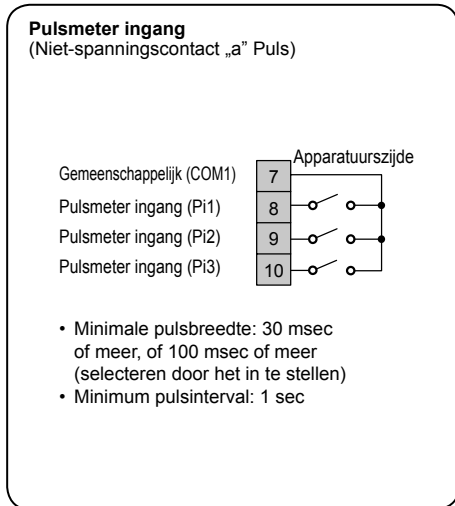 Pulsmeter ingang
(Niet-spanningscontact „a” Puls)
Apparatuurszijde
Gemeenschappelijk (COM1) 7
Pulsmeter ingang (Pi1) 8
Pulsmeter ingang (Pi2) 9
Pulsmeter ingang (Pi3) 10
• Minimale pulsbreedte: 30 msec
of meer, of 100 msec of meer
(selecteren door het in te stellen)
• Minimum pulsinterval: 1 sec